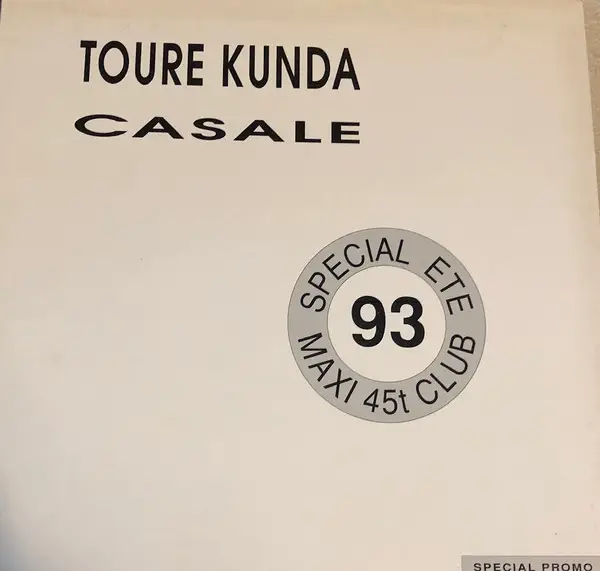 TOURE KUNDA
CASALE
SPECIAL ETE
93
MAXI 45t CLUB
SPECIAL PROMO